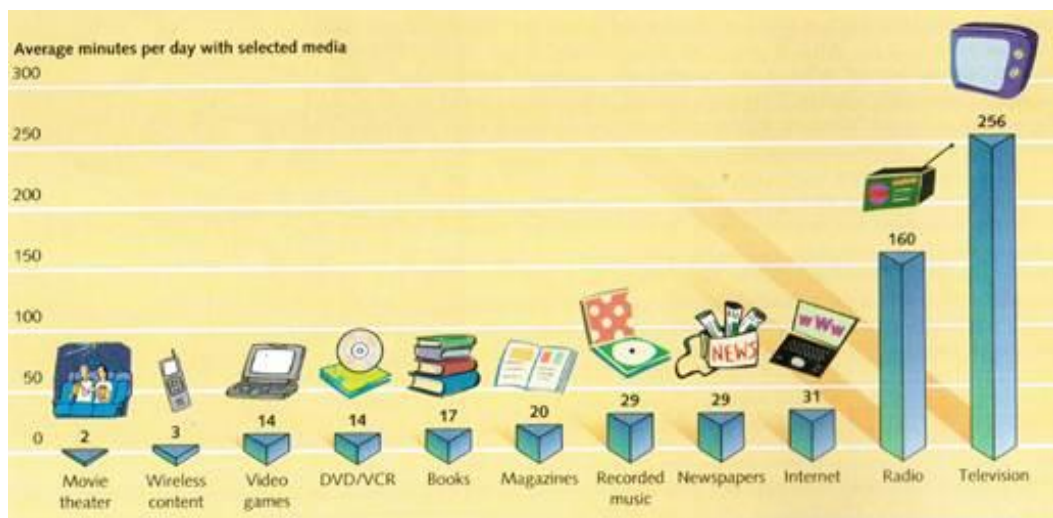 Average minutes per day with selected media
300
250
200
150
100
50
0
256
160
31
29
29
20
17
14
14
3
2
NEWS
wWw
Movie
theater
Wireless
content
Video
games
DVD/VCR
Books
Magazines
Recorded
music
Newspapers
Internet
Radio
Television